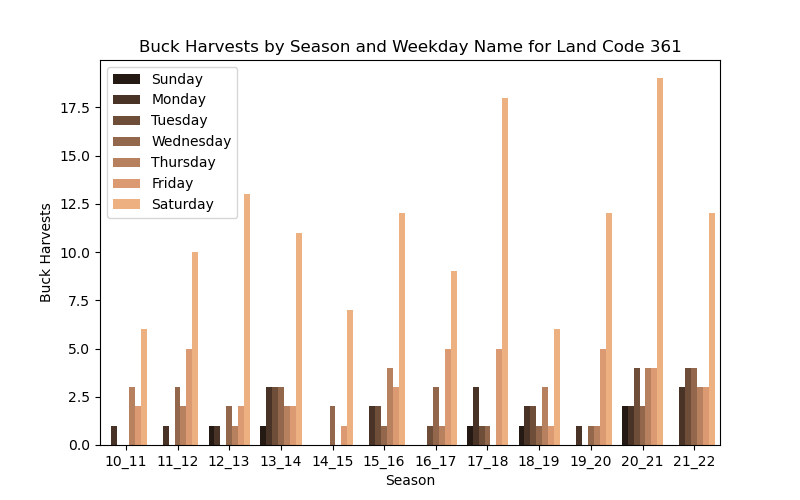 Buck Harvests by Season and Weekday Name for Land Code 361
Sunday
Monday
Tuesday
Wednesday
Thursday
Friday
Saturday
17.5
15.0
12.5
10.0
7.5
5.0
2.5
0.0
Buck Harvests
10_11 11_12 12_13 13_14 14_15 15_16 16_17 17_18 18_19 19_20 20_21 21_22
Season